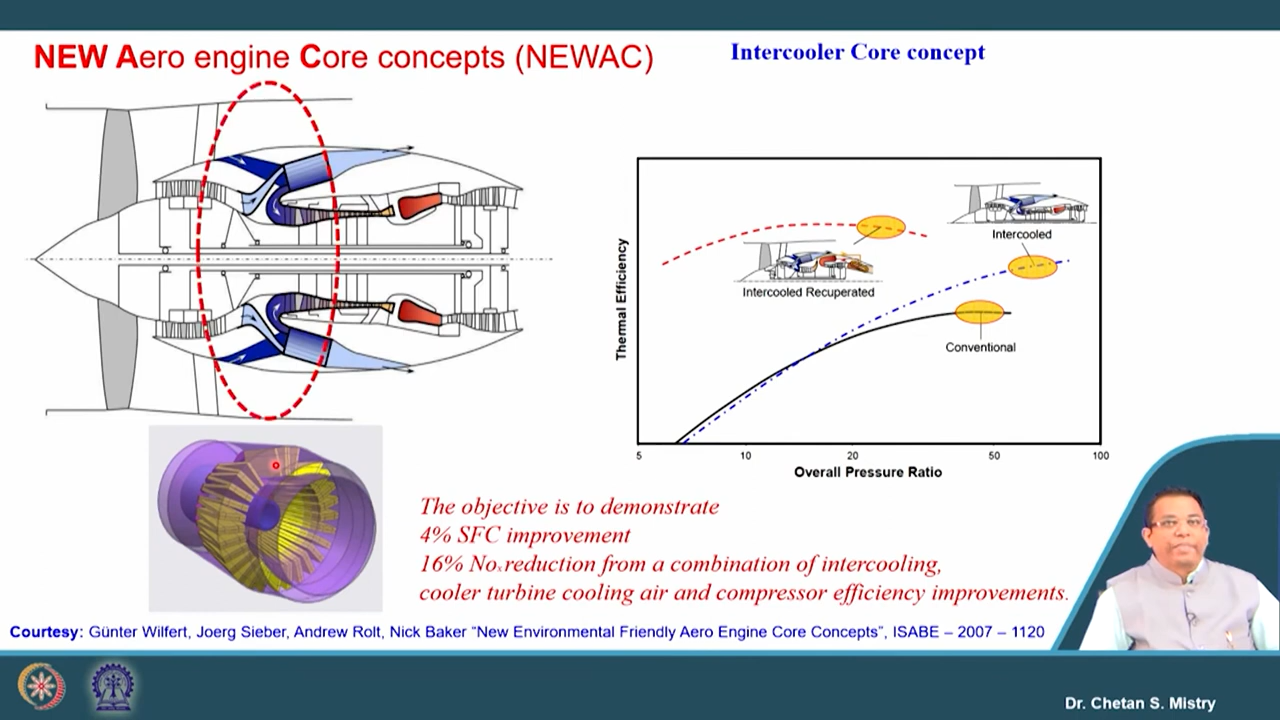 NEW Aero engine Core concepts (NEWAC)
Intercooler Core concept
Thermal Efficiency
Intercooled
Intercooled Recuperated
Conventional
5 10 20 50 100
Overall Pressure Ratio
The objective is to demonstrate
4% SFC improvement
16% Noₓ reduction from a combination of intercooling,
cooler turbine cooling air and compressor efficiency improvements.
Courtesy: Günter Wilfert, Joerg Sieber, Andrew Rolt, Nick Baker "New Environmental Friendly Aero Engine Core Concepts", ISABE – 2007 – 1120
Dr. Chetan S. Mistry